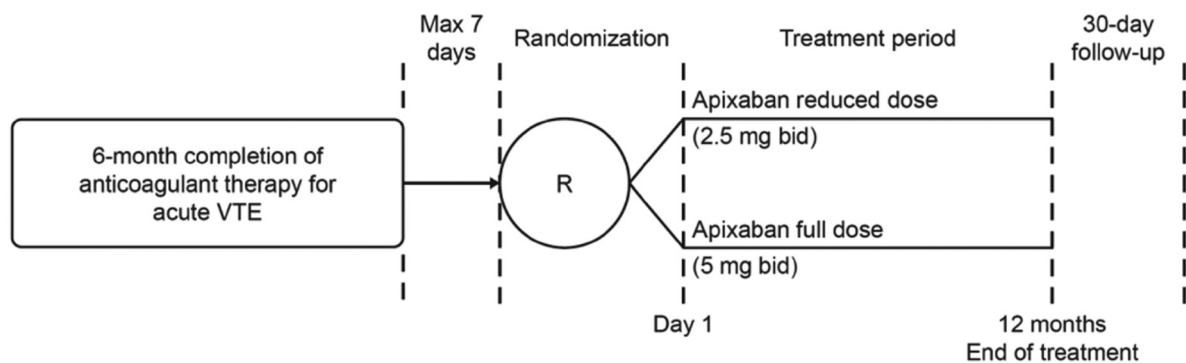 Max 7
days
Randomization
Treatment period
30-day
follow-up
6-month completion of
anticoagulant therapy for
acute VTE
R
Apixaban reduced dose
(2.5 mg bid)
Apixaban full dose
(5 mg bid)
Day 1
12 months
End of treatment